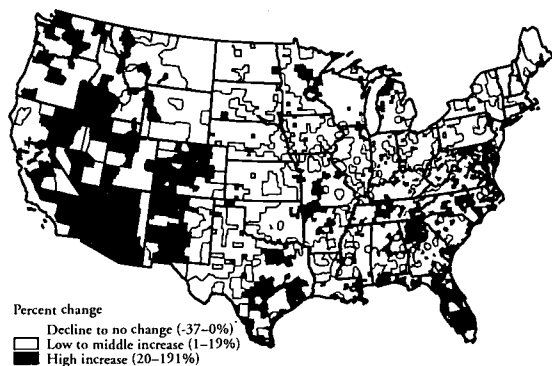 Percent change
Decline to no change (-37–0%)
Low to middle increase (1–19%)
High increase (20–191%)